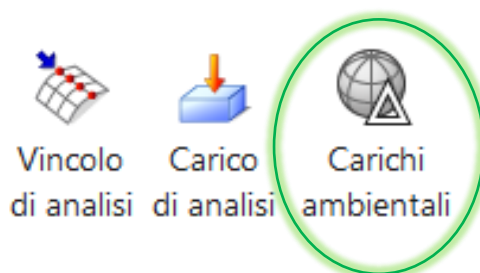 Vincolo
di analisi
Carico
di analisi
Carichi
ambientali